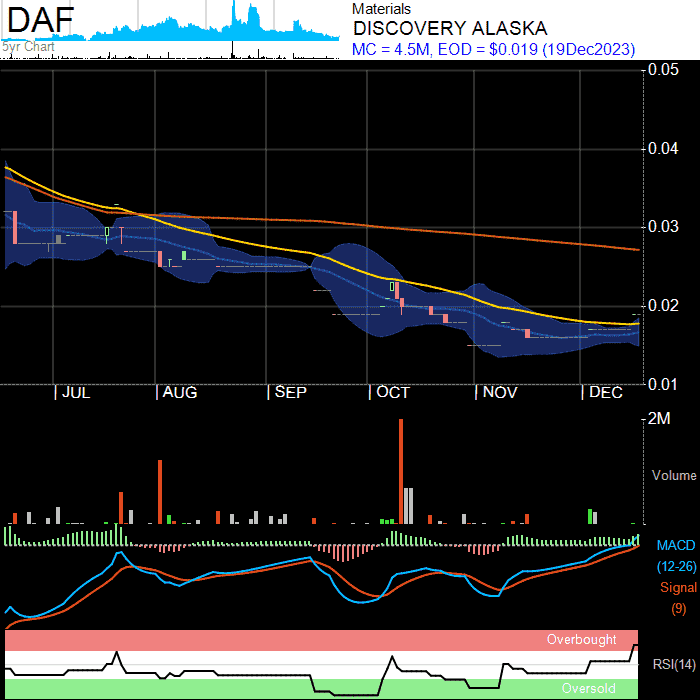 DAF
5yr Chart
Materials
DISCOVERY ALASKA
MC = 4.5M, EOD = $0.019 (19Dec2023)
0.05
0.04
0.03
0.02
0.01
JUL
AUG
SEP
OCT
NOV
DEC
2M
Volume
MACD
(12-26)
Signal
(9)
Overbought
RSI(14)
Oversold